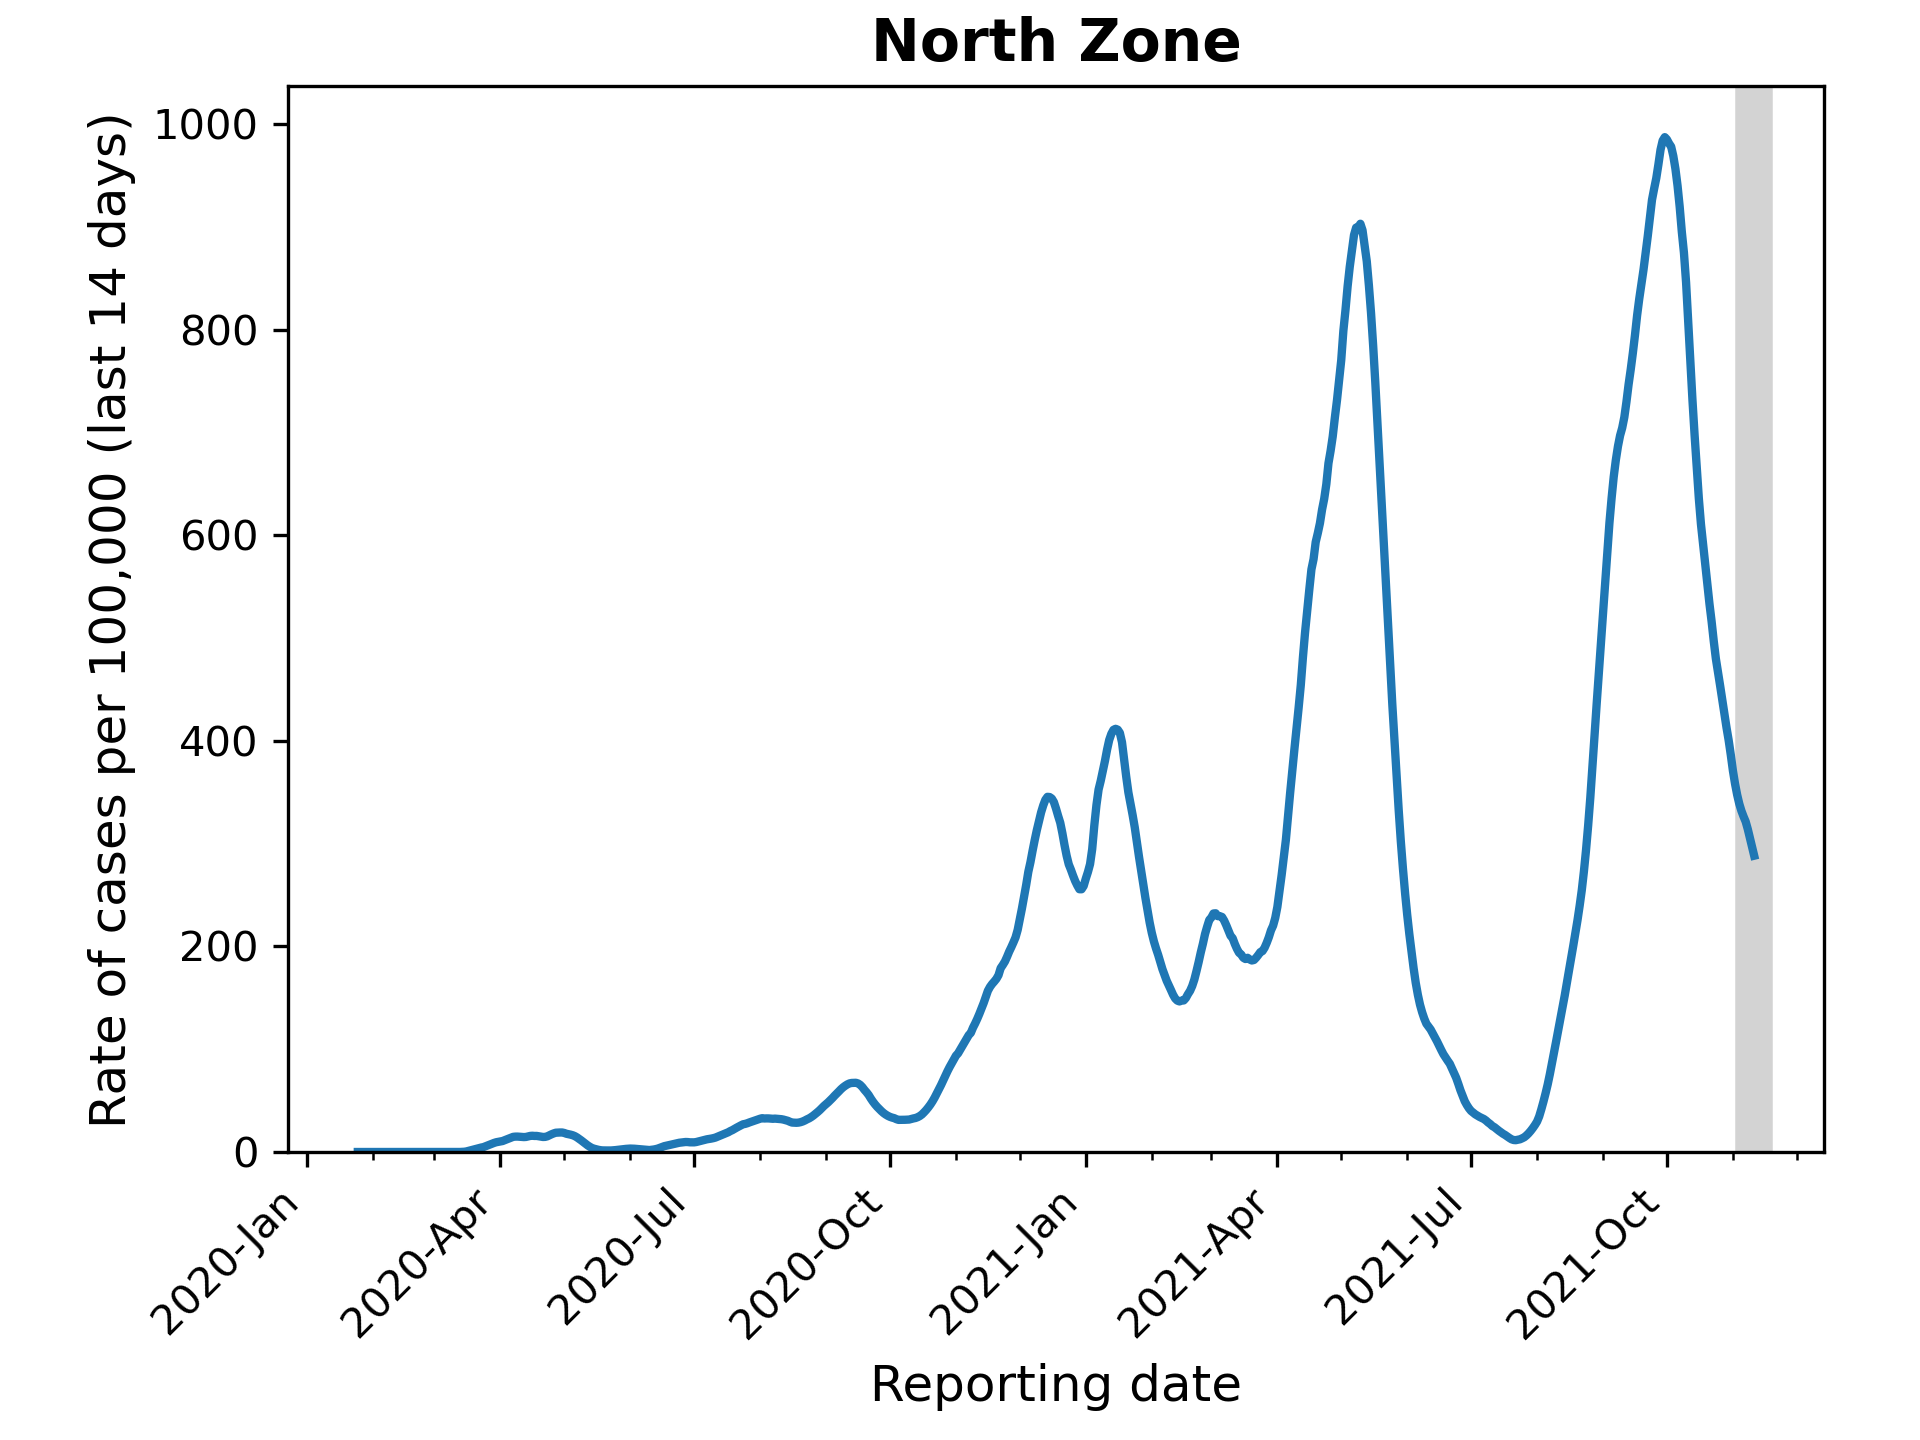 North Zone
Rate of cases per 100,000 (last 14 days)
1000
800
600
400
200
0
2020-Jan
2020-Apr
2020-Jul
2020-Oct
2021-Jan
2021-Apr
2021-Jul
2021-Oct
Reporting date